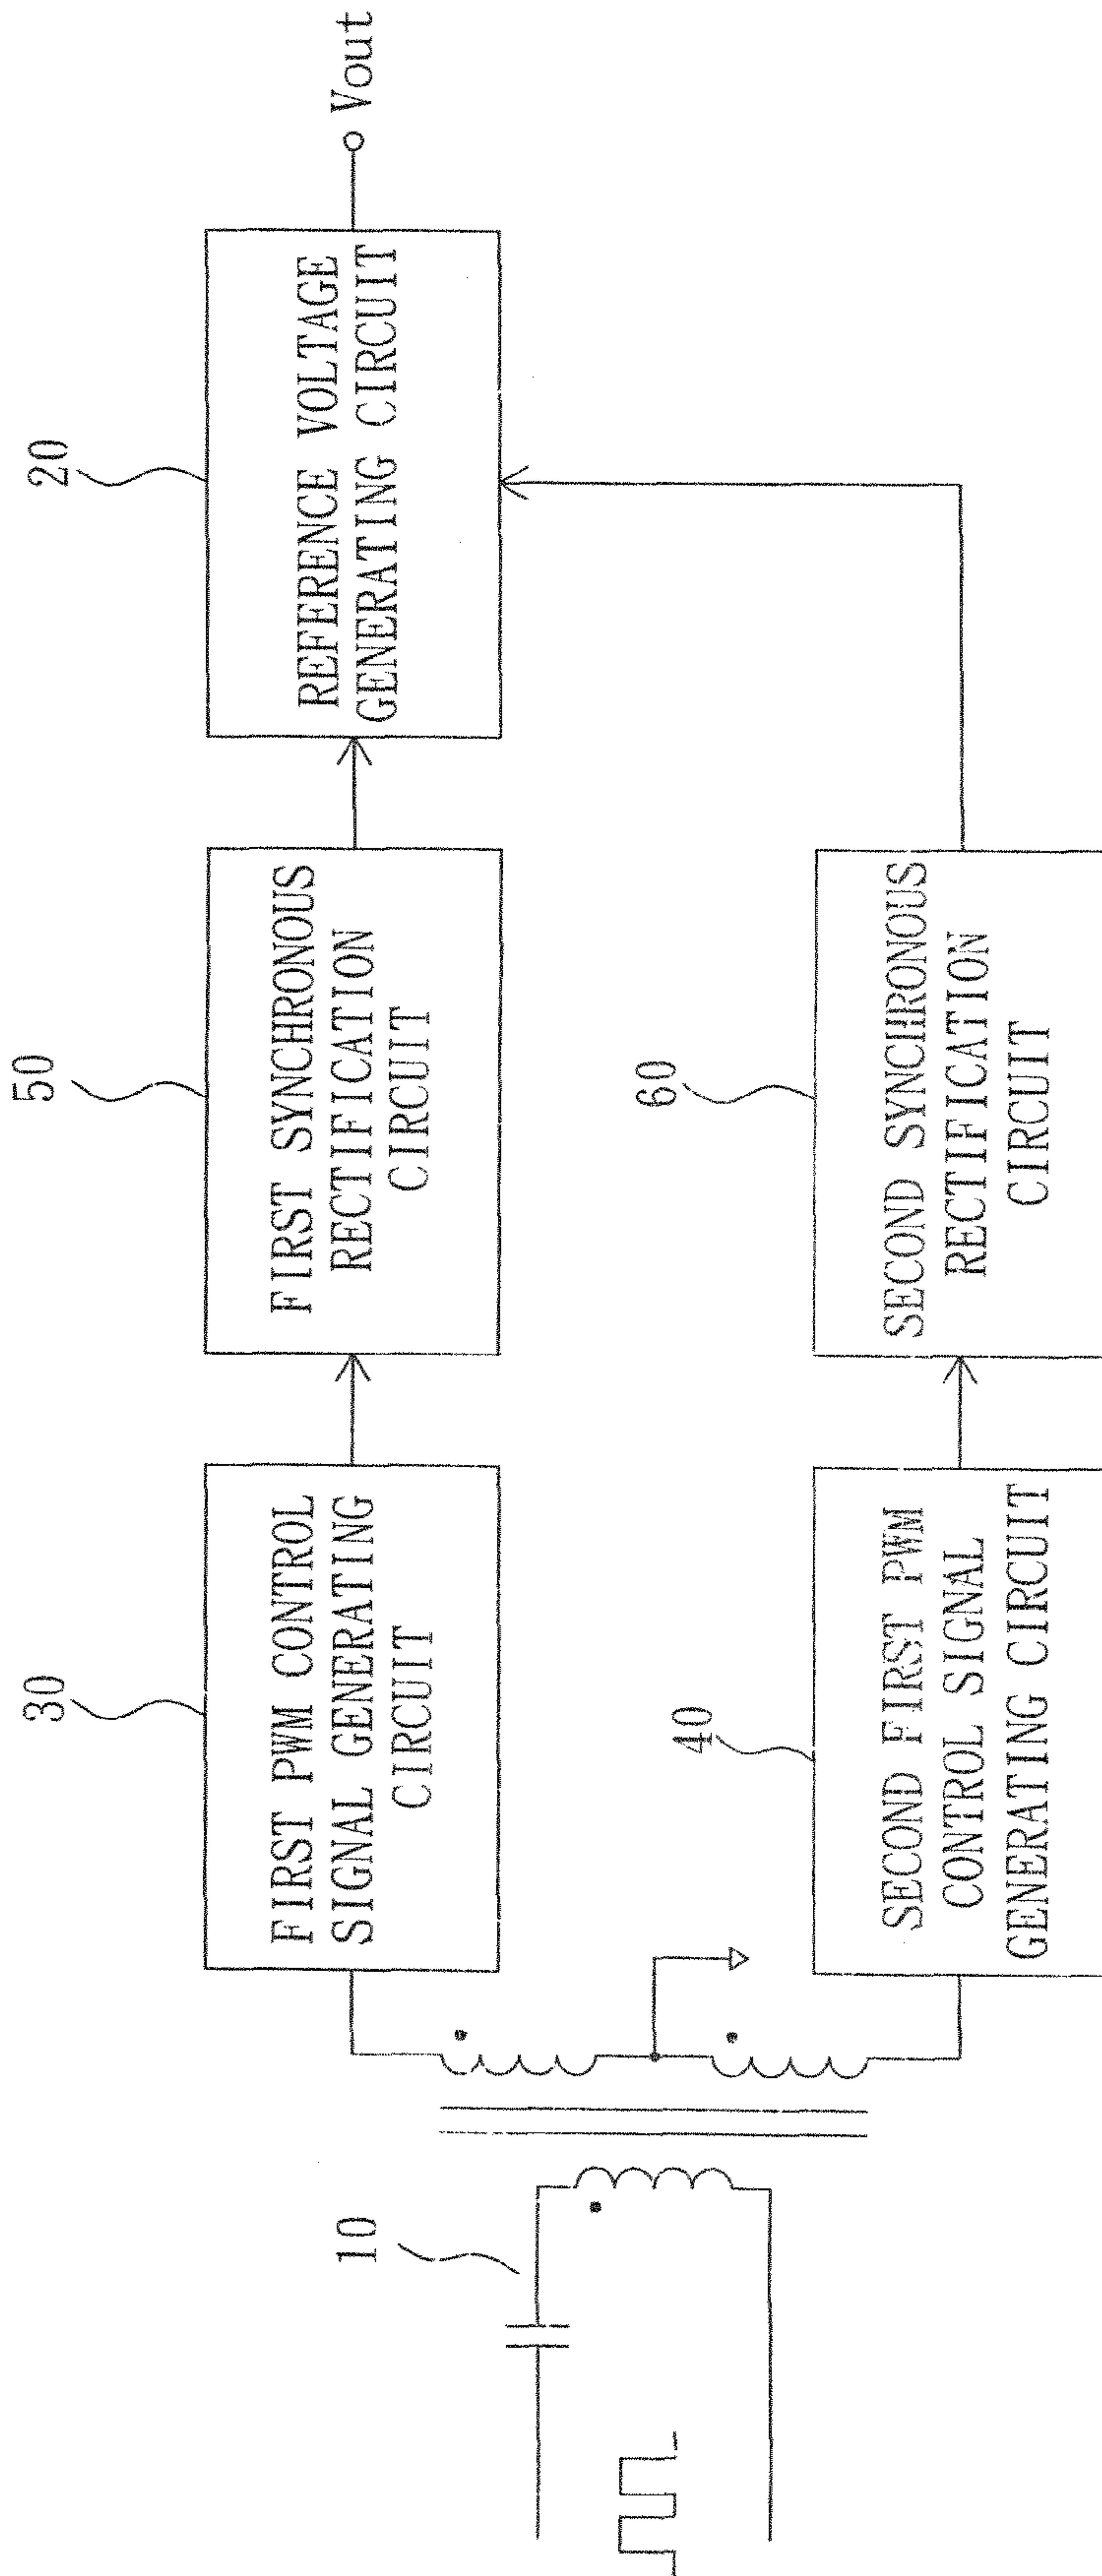 10
30
FIRST PWM CONTROL
SIGNAL GENERATING
CIRCUIT
50
FIRST SYNCHRONOUS
RECTIFICATION
CIRCUIT
20
REFERENCE VOLTAGE
GENERATING CIRCUIT
Vout
40
SECOND FIRST PWM
CONTROL SIGNAL
GENERATING CIRCUIT
60
SECOND SYNCHRONOUS
RECTIFICATION
CIRCUIT